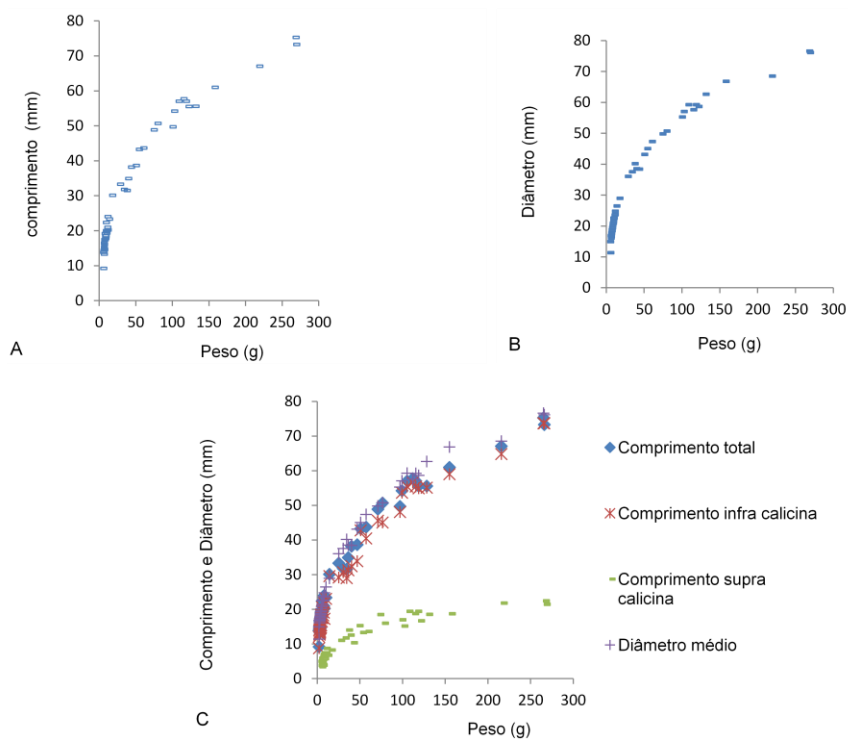 80
70
60
50
40
30
20
10
0
comprimento (mm)
0 50 100 150 200 250 300
Peso (g)
A
80
70
60
50
40
30
20
10
0
Diâmetro (mm)
0 50 100 150 200 250 300
Peso (g)
B
80
70
60
50
40
30
20
10
0
Comprimento e Diâmetro (mm)
0 50 100 150 200 250 300
Peso (g)
C
Comprimento total
Comprimento infra calicina
Comprimento supra
calicina
Diâmetro médio